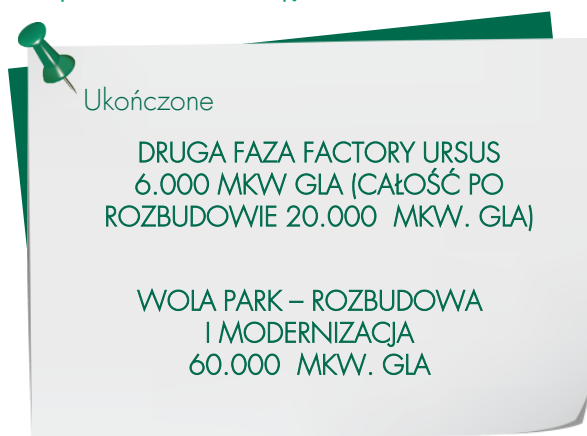 Ukończone
DRUGA FAZA FACTORY URSUS
6.000 MKW GLA (CAŁOŚĆ PO
ROZBUDOWIE 20.000 MKW. GLA)
WOLA PARK – ROZBUDOWA
I MODERNIZACJA
60.000 MKW. GLA